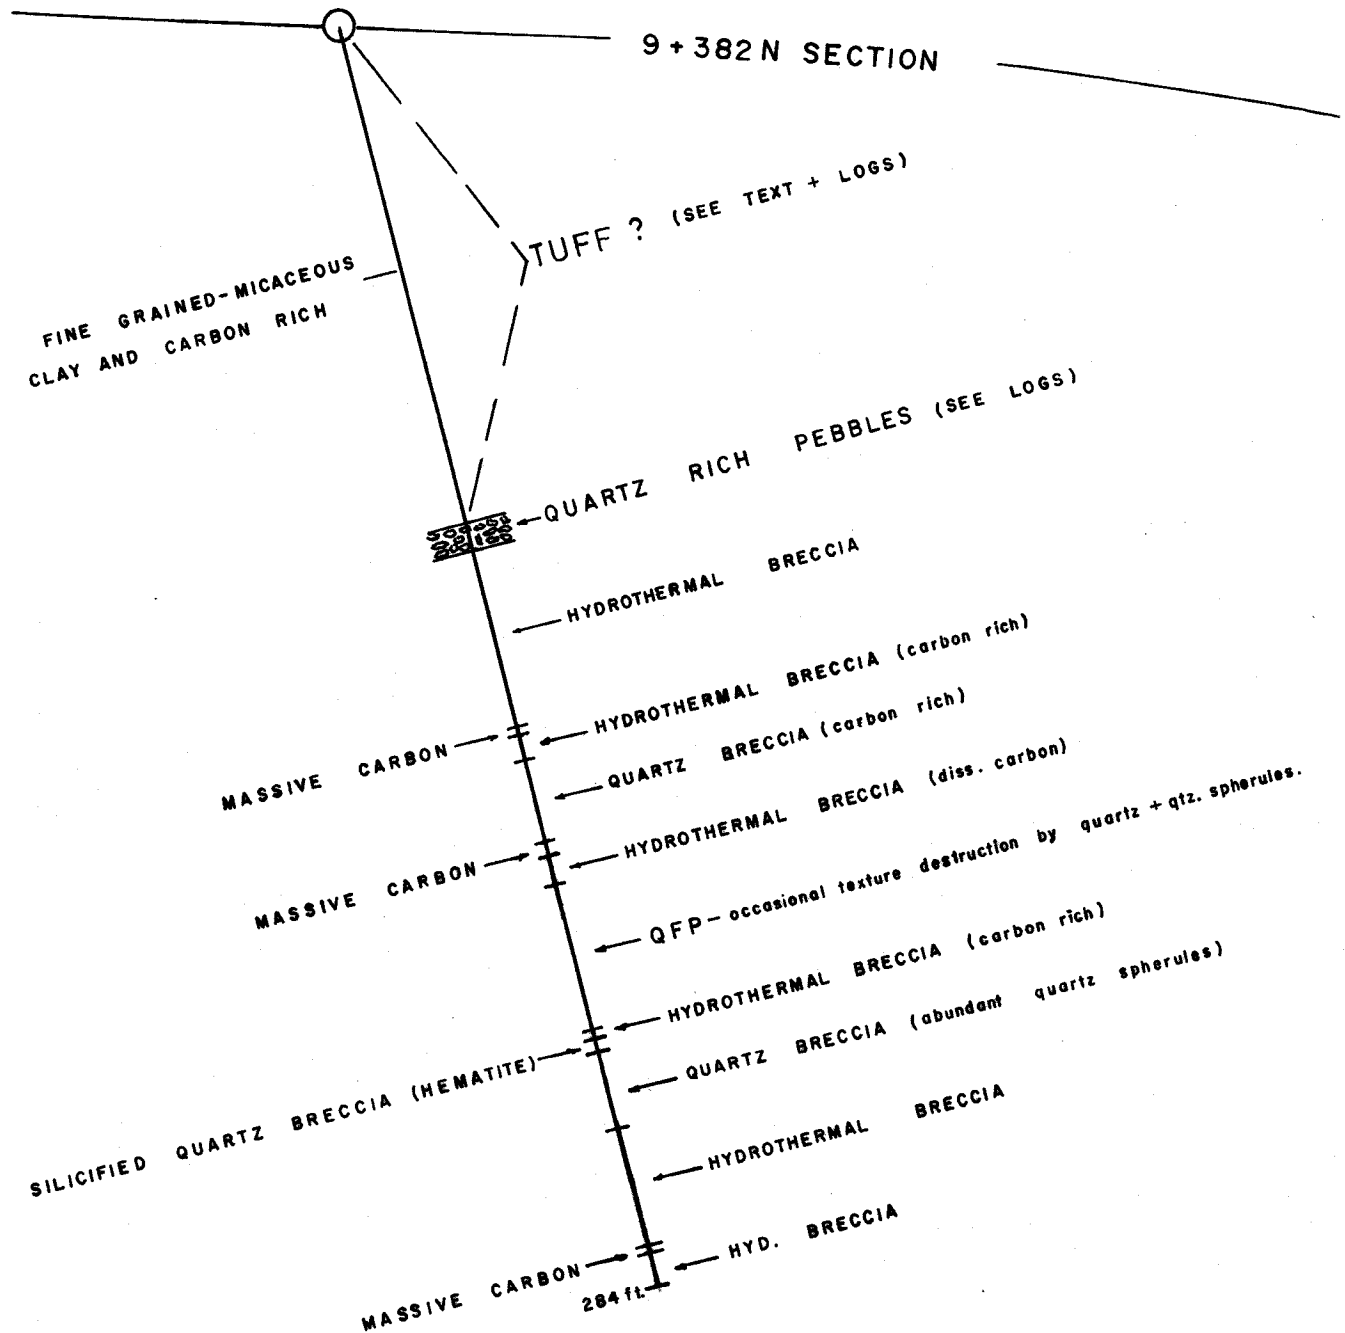 9+382N SECTION
TUFF ? (SEE TEXT + LOGS)
FINE GRAINED-MICACEOUS
CLAY AND CARBON RICH
QUARTZ RICH PEBBLES (SEE LOGS)
HYDROTHERMAL BRECCIA
HYDROTHERMAL BRECCIA (carbon rich)
MASSIVE CARBON
QUARTZ BRECCIA (carbon rich)
HYDROTHERMAL BRECCIA (diss. carbon)
MASSIVE CARBON
QFP- occasional texture destruction by quartz + qtz. spherules.
HYDROTHERMAL BRECCIA (carbon rich)
SILICIFIED QUARTZ BRECCIA (HEMATITE)
QUARTZ BRECCIA (abundant quartz spherules)
HYDROTHERMAL BRECCIA
HYD. BRECCIA
MASSIVE CARBON
284 ft.